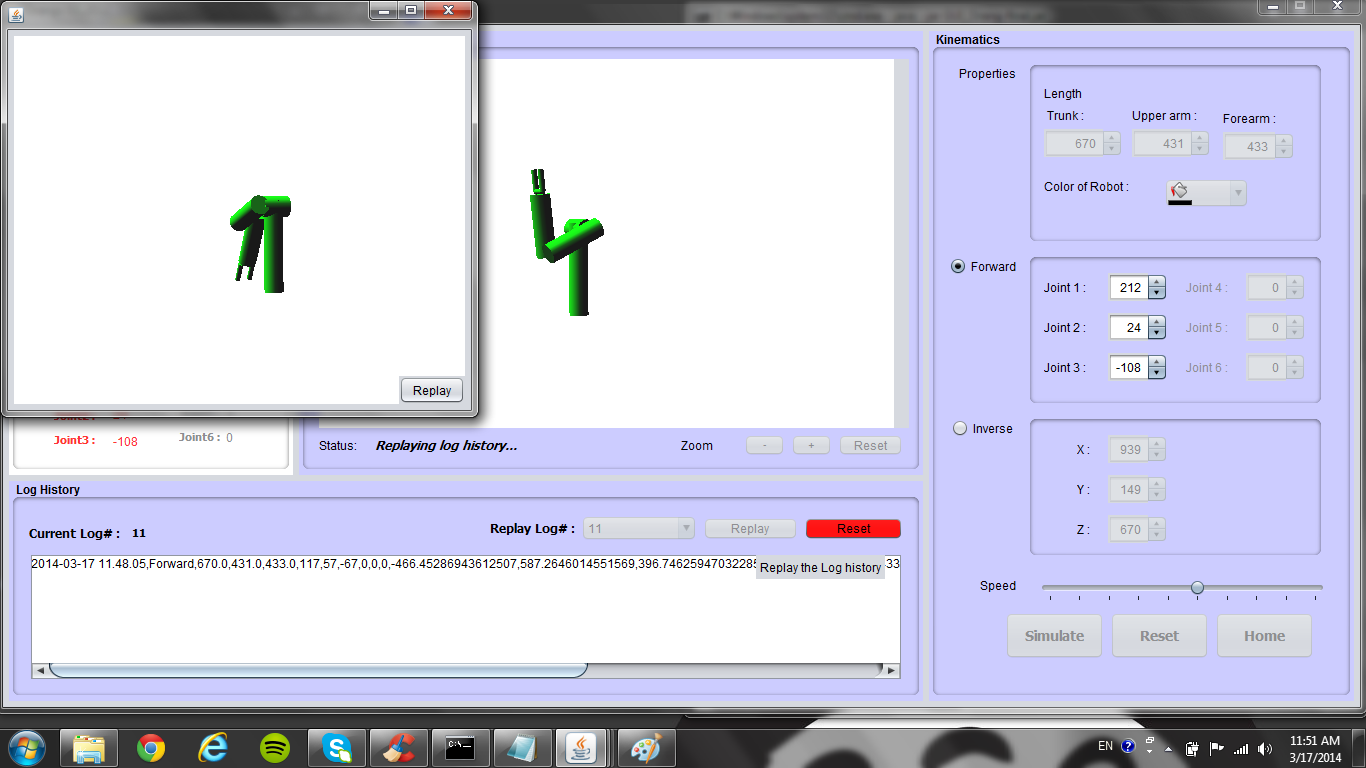 Replay
Joint3 : -108 Joint6 : 0
Status: Replaying log history... Zoom - + Reset
Log History
Current Log# : 11 Replay Log# : 11 Replay Reset
2014-03-17 11.48.05,Forward,670.0,431.0,433.0,117,57,-67,0,0,0,-466.45286943612507,587.2646014551569,396.74625947032285
Replay the Log history
33
Kinematics
Properties
Length
Trunk : Upper arm : Forearm :
670 431 433
Color of Robot :
Forward
Joint 1 : 212 Joint 4 : 0
Joint 2 : 24 Joint 5 : 0
Joint 3 : -108 Joint 6 : 0
Inverse
X : 939
Y : 149
Z : 670
Speed
Simulate Reset Home
C:\
EN 11:51 AM
3/17/2014